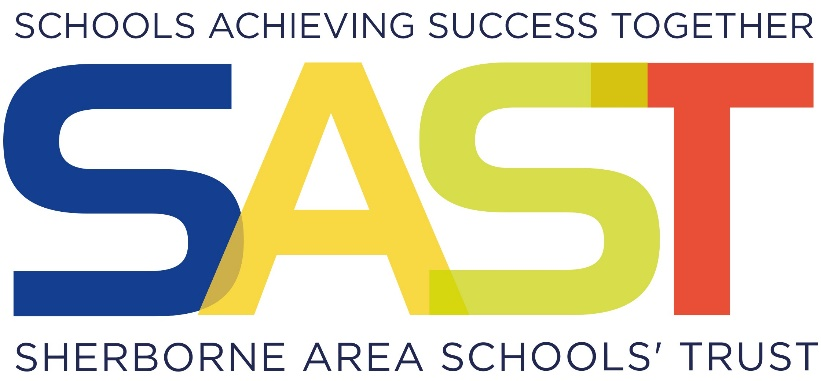 SCHOOLS ACHIEVING SUCCESS TOGETHER
SAST
SHERBORNE AREA SCHOOLS' TRUST